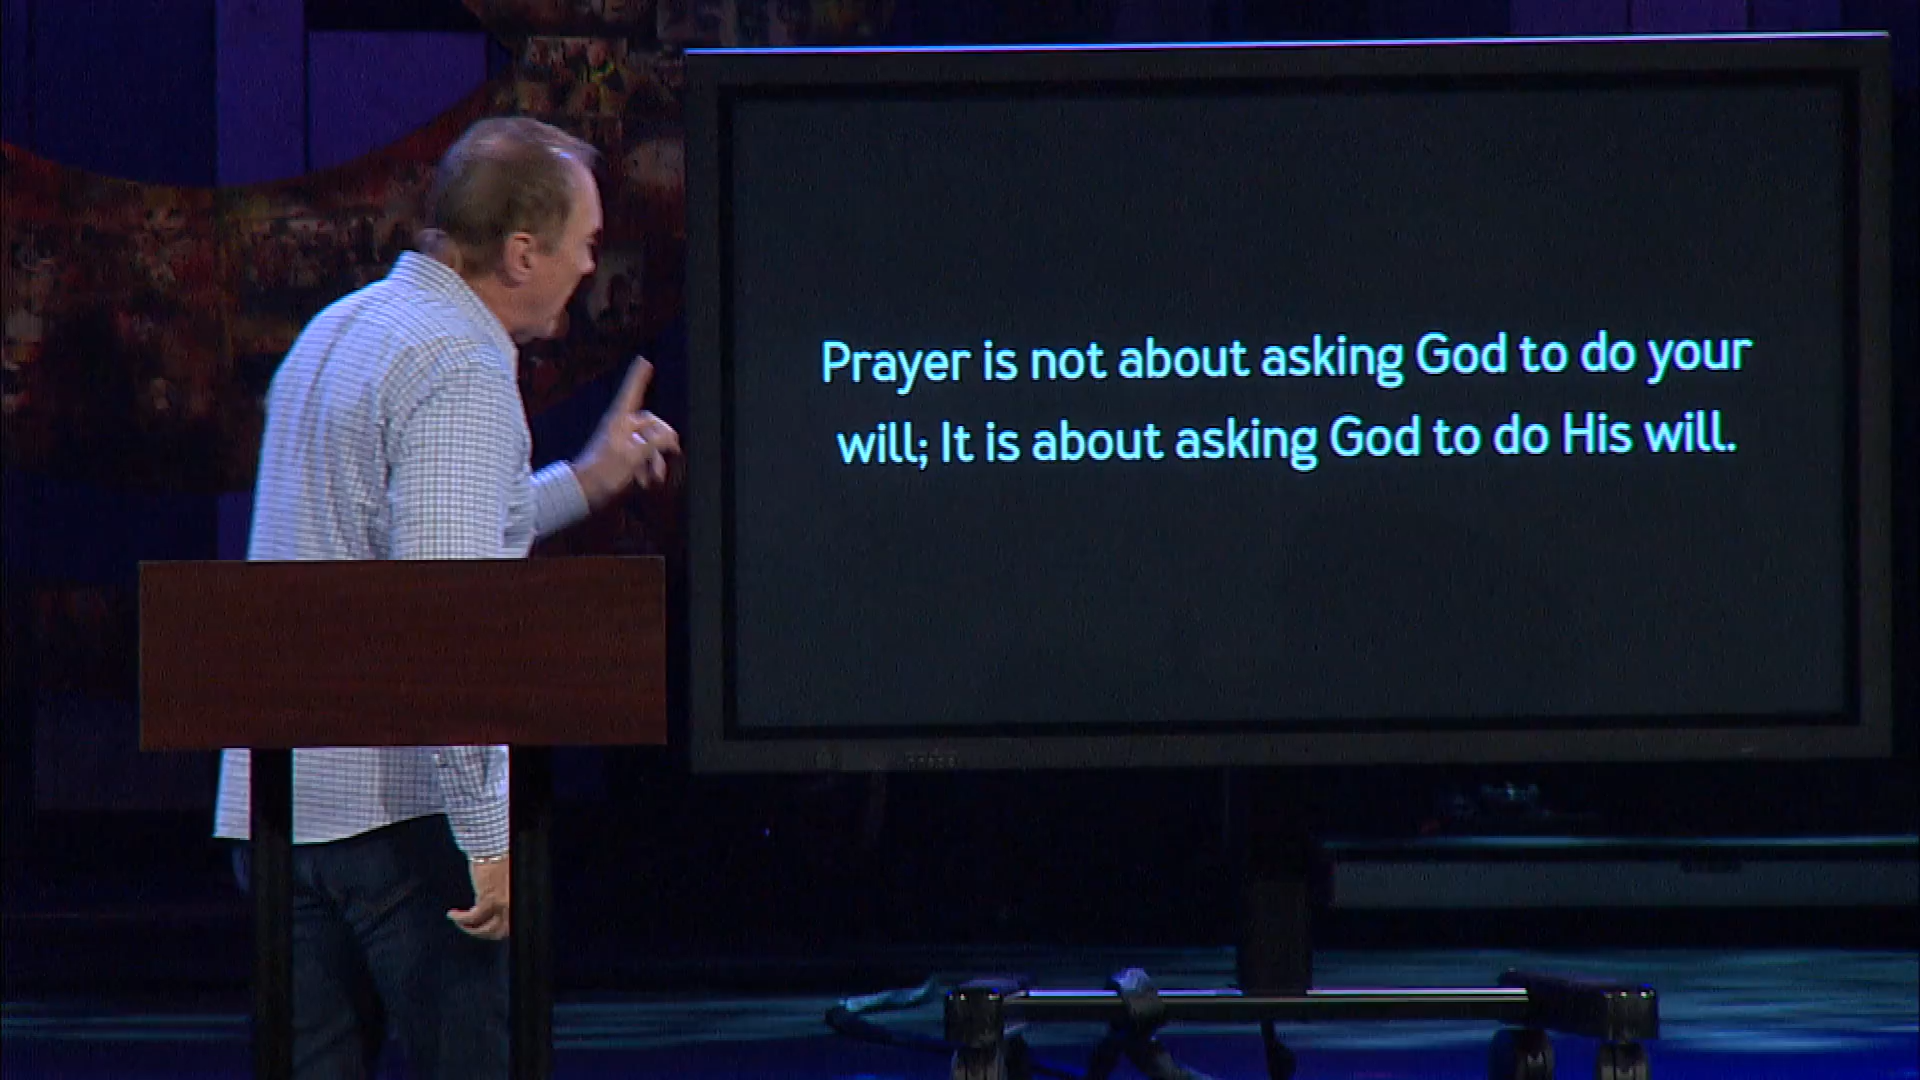 Prayer is not about asking God to do your
will; It is about asking God to do His will.